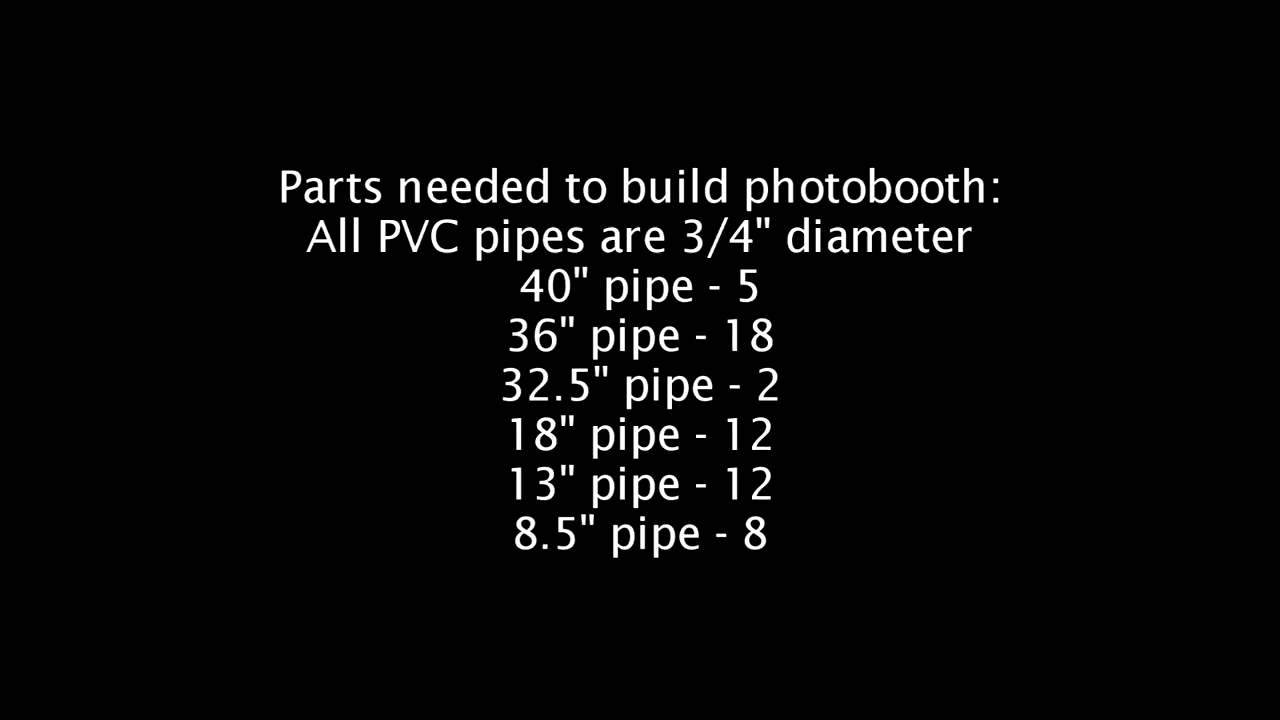 Parts needed to build photobooth:
All PVC pipes are 3/4" diameter
40" pipe - 5
36" pipe - 18
32.5" pipe - 2
18" pipe - 12
13" pipe - 12
8.5" pipe - 8